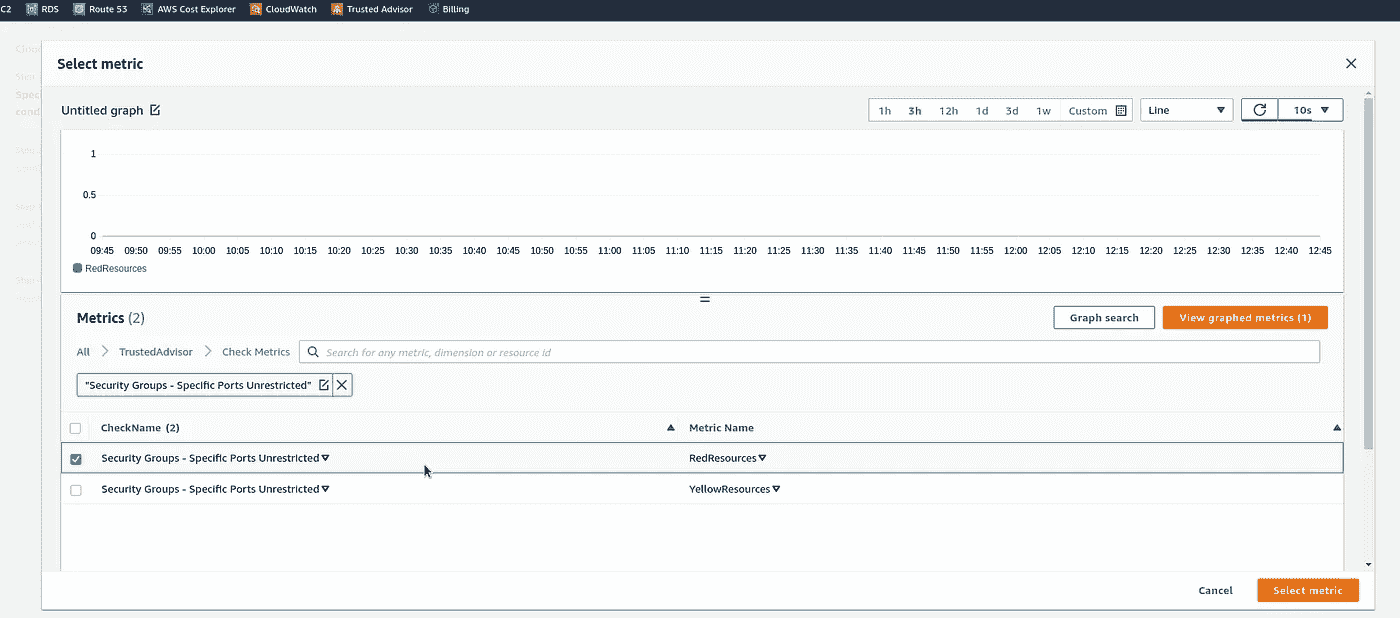 C2 RDS Route 53 AWS Cost Explorer CloudWatch Trusted Advisor Billing
Select metric
Untitled graph 1h 3h 12h 1d 3d 1w Custom Line 10s
1
0.5
0
09:45 09:50 09:55 10:00 10:05 10:10 10:15 10:20 10:25 10:30 10:35 10:40 10:45 10:50 10:55 11:00 11:05 11:10 11:15 11:20 11:25 11:30 11:35 11:40 11:45 11:50 11:55 12:00 12:05 12:10 12:15 12:20 12:25 12:30 12:35 12:40 12:45
RedResources
Metrics (2) Graph search View graphed metrics (1)
All TrustedAdvisor Check Metrics Search for any metric, dimension or resource id
"Security Groups - Specific Ports Unrestricted"
CheckName (2) Metric Name
Security Groups - Specific Ports Unrestricted RedResources
Security Groups - Specific Ports Unrestricted YellowResources
Cancel Select metric